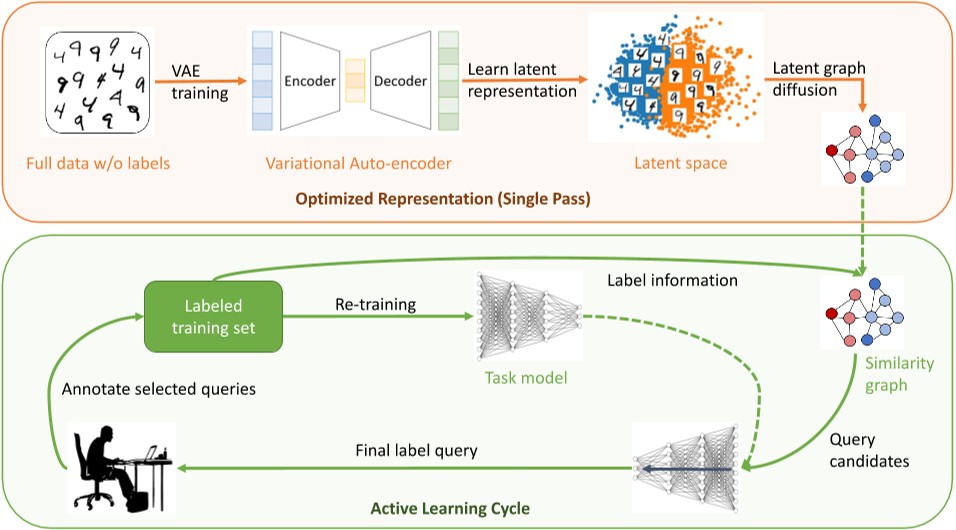 VAE
training
Encoder
Decoder
Learn latent
representation
Latent graph
diffusion
Full data w/o labels
Variational Auto-encoder
Latent space
Optimized Representation (Single Pass)
Label information
Labeled
training set
Re-training
Task model
Similarity
graph
Annotate selected queries
Query
candidates
Final label query
Active Learning Cycle